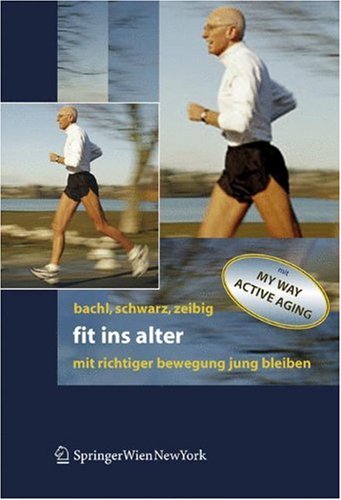 mit
MY WAY
ACTIVE AGING
bachl, schwarz, zeibig
fit ins alter
mit richtiger bewegung jung bleiben
SpringerWienNewYork